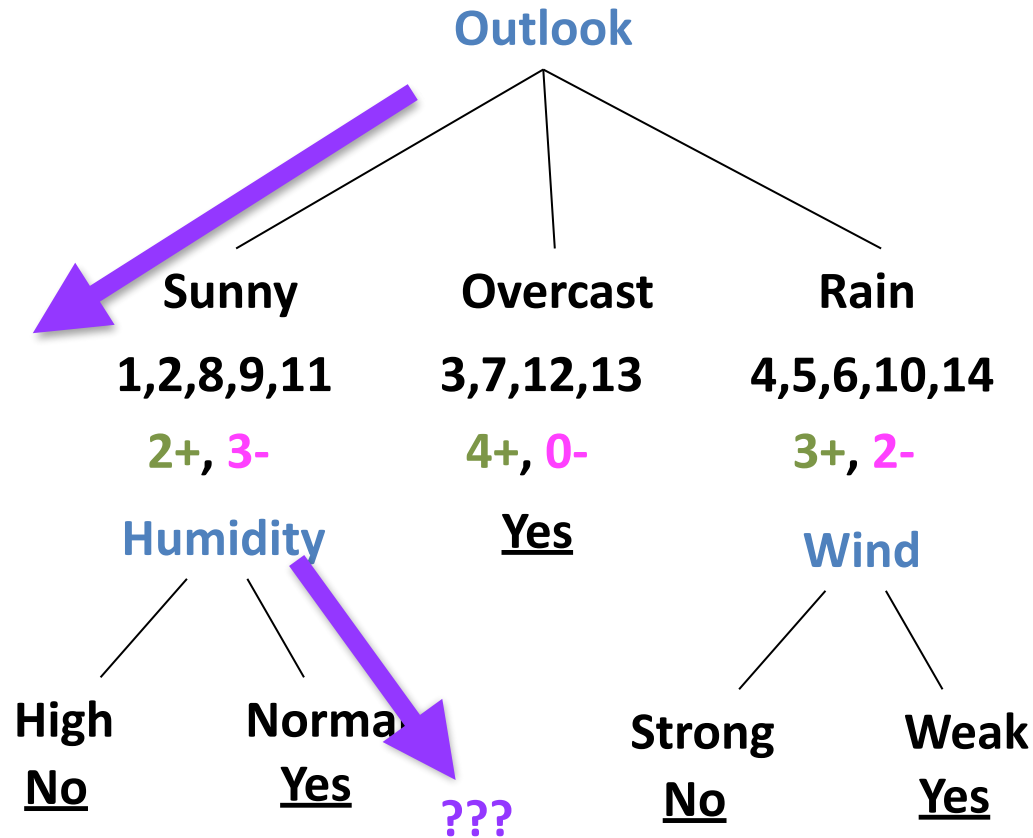 Outlook
Sunny Overcast Rain
1,2,8,9,11 3,7,12,13 4,5,6,10,14
2+, 3- 4+, 0- 3+, 2-
Humidity Yes Wind
High Normal Strong Weak
No Yes No Yes
???